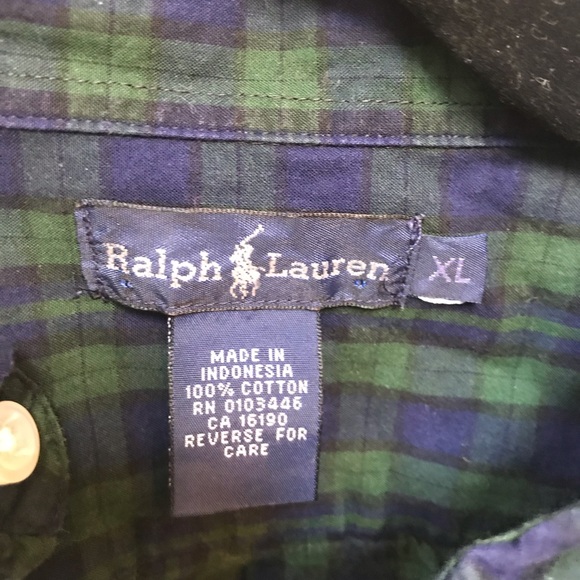 Ralph Lauren
XL
MADE IN
INDONESIA
100% COTTON
RN 0103446
CA 16190
REVERSE FOR
CARE